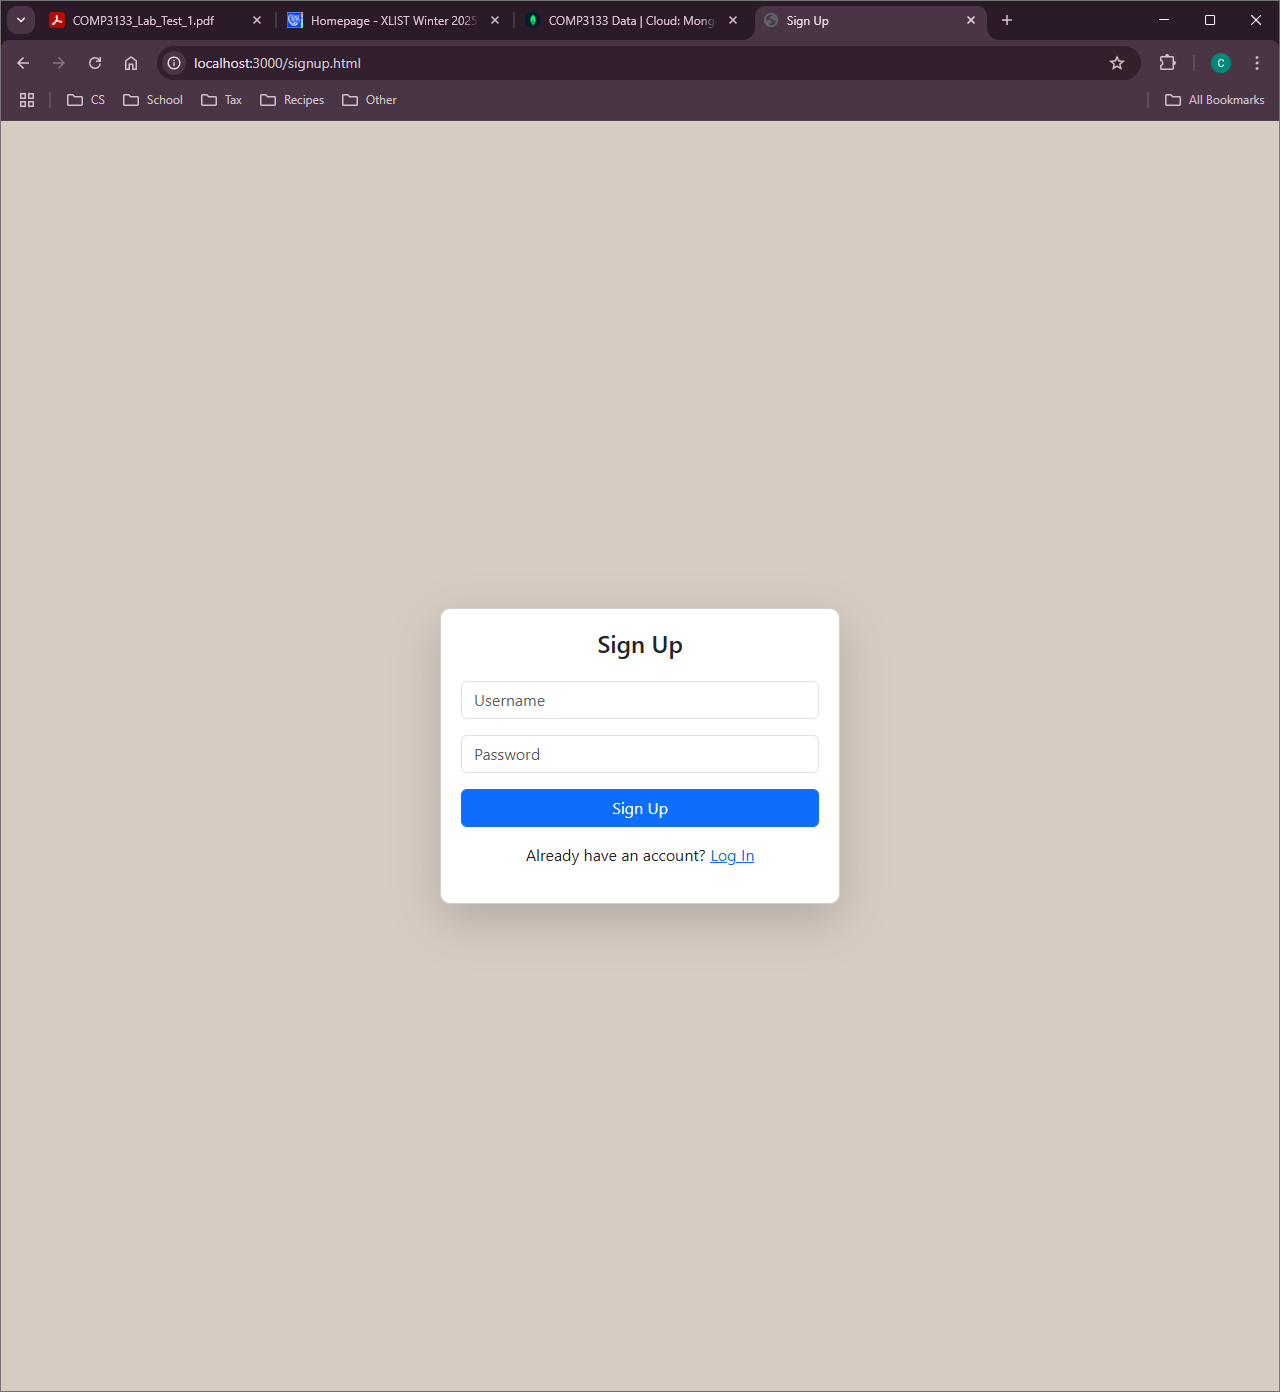 COMP3133_Lab_Test_1.pdf
Homepage - XLIST Winter 2025
COMP3133 Data | Cloud: Mong
Sign Up
localhost:3000/signup.html
C
CS
School
Tax
Recipes
Other
All Bookmarks
Sign Up
Username
Password
Sign Up
Already have an account? Log In